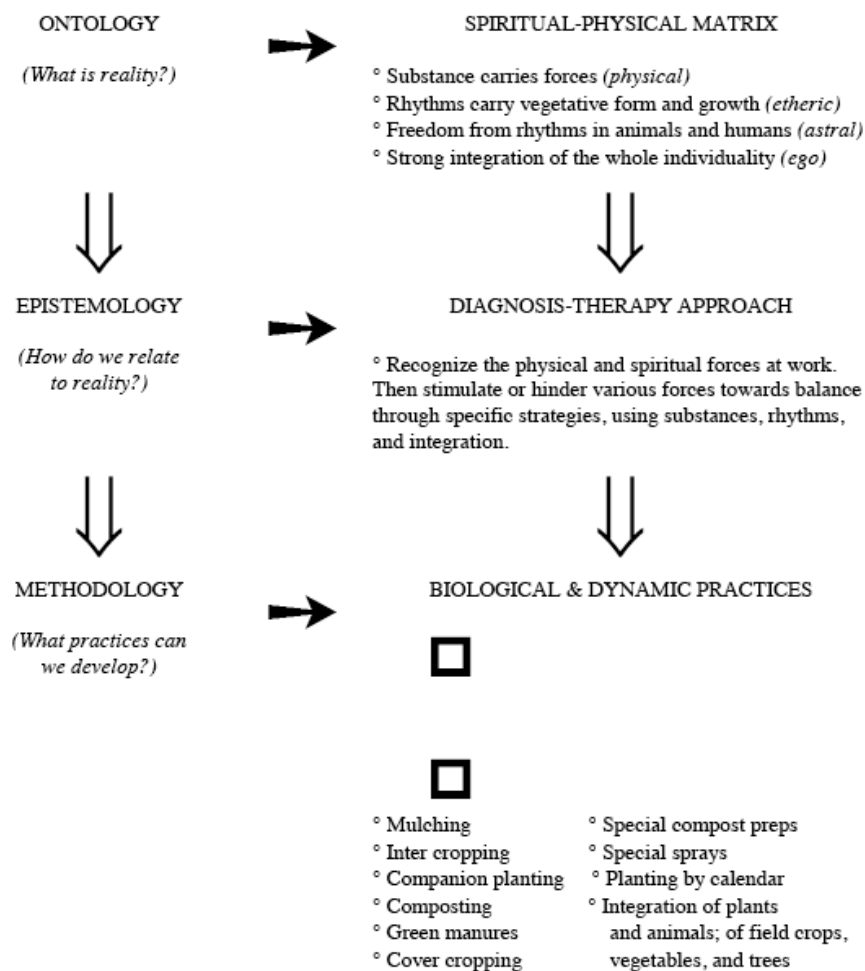 ONTOLOGY
(What is reality?)
SPIRITUAL-PHYSICAL MATRIX
° Substance carries forces (physical)
° Rhythms carry vegetative form and growth (etheric)
° Freedom from rhythms in animals and humans (astral)
° Strong integration of the whole individuality (ego)
EPISTEMOLOGY
(How do we relate
to reality?)
DIAGNOSIS-THERAPY APPROACH
° Recognize the physical and spiritual forces at work.
Then stimulate or hinder various forces towards balance
through specific strategies, using substances, rhythms,
and integration.
METHODOLOGY
(What practices can
we develop?)
BIOLOGICAL & DYNAMIC PRACTICES
° Mulching
° Inter cropping
° Companion planting
° Composting
° Green manures
° Cover cropping
° Special compost preps
° Special sprays
° Planting by calendar
° Integration of plants
and animals; of field crops,
vegetables, and trees